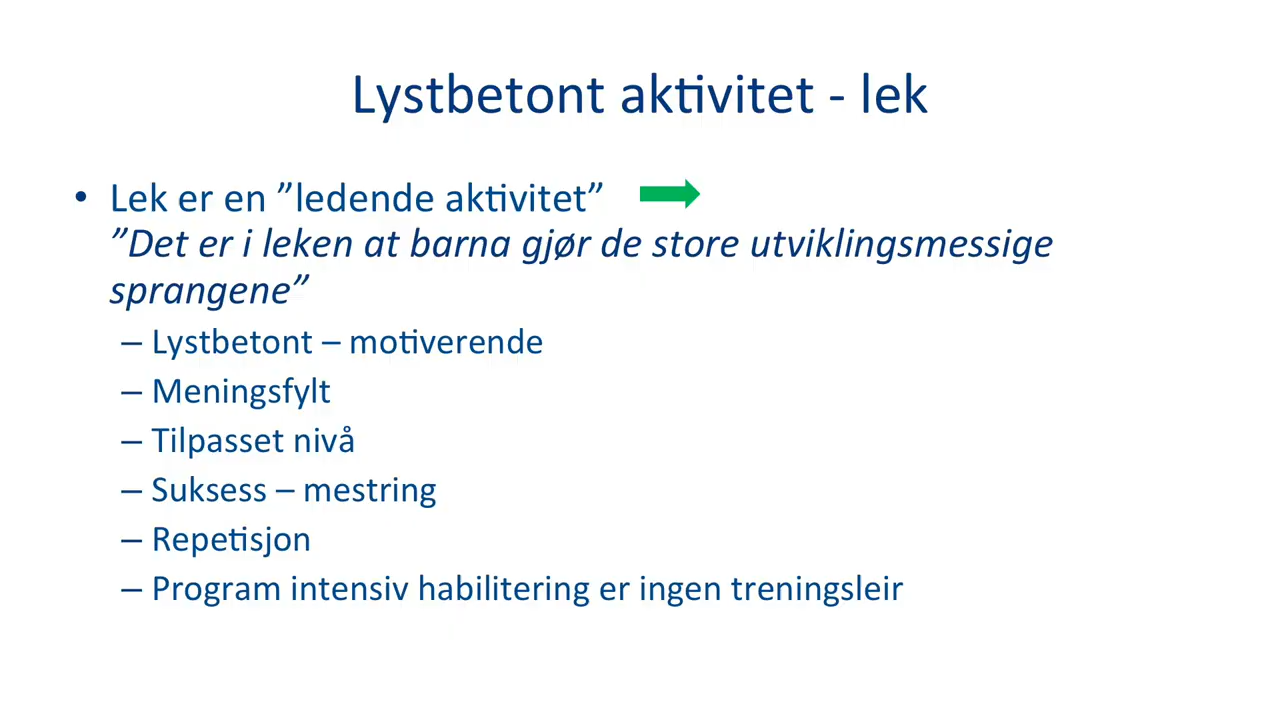 Lystbetont aktivitet - lek
• Lek er en ”ledende aktivitet”
”Det er i leken at barna gjør de store utviklingsmessige
sprangene”
– Lystbetont – motiverende
– Meningsfylt
– Tilpasset nivå
– Suksess – mestring
– Repetisjon
– Program intensiv habilitering er ingen treningsleir